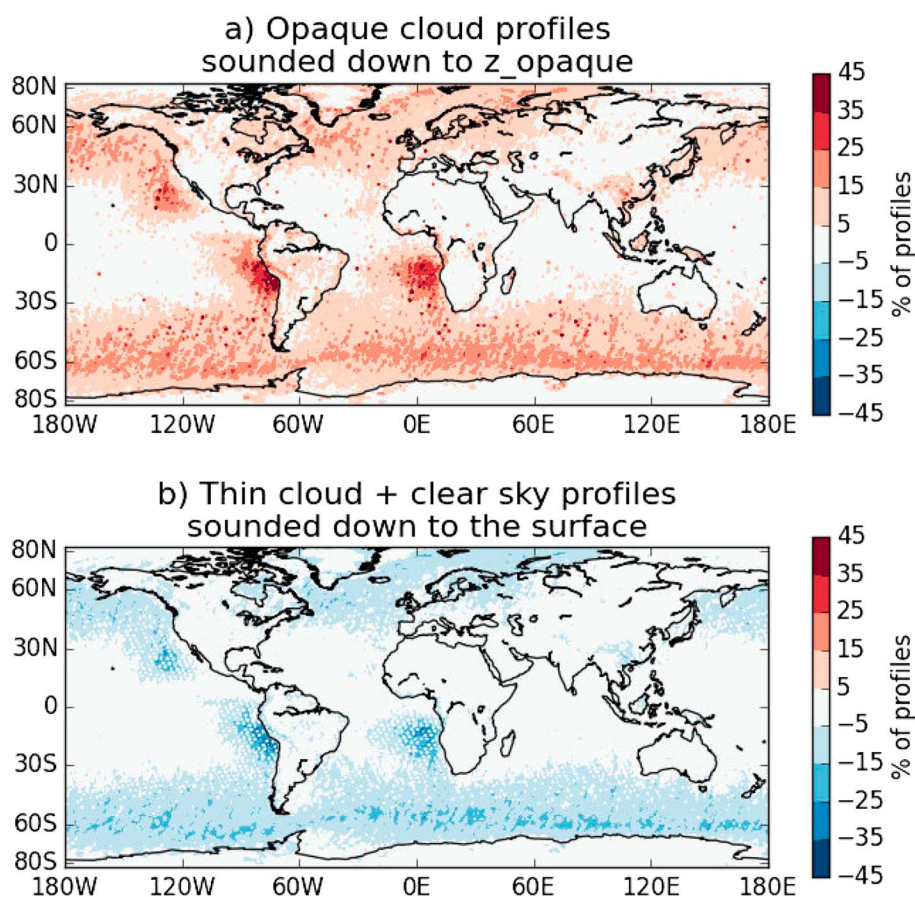 a) Opaque cloud profiles
sounded down to z_opaque
80N
60N
30N
0
30S
60S
80S
180W 120W 60W 0E 60E 120E 180E
45
35
25
15
5
−5
−15
−25
−35
−45
% of profiles
b) Thin cloud + clear sky profiles
sounded down to the surface
80N
60N
30N
0
30S
60S
80S
180W 120W 60W 0E 60E 120E 180E
45
35
25
15
5
−5
−15
−25
−35
−45
% of profiles